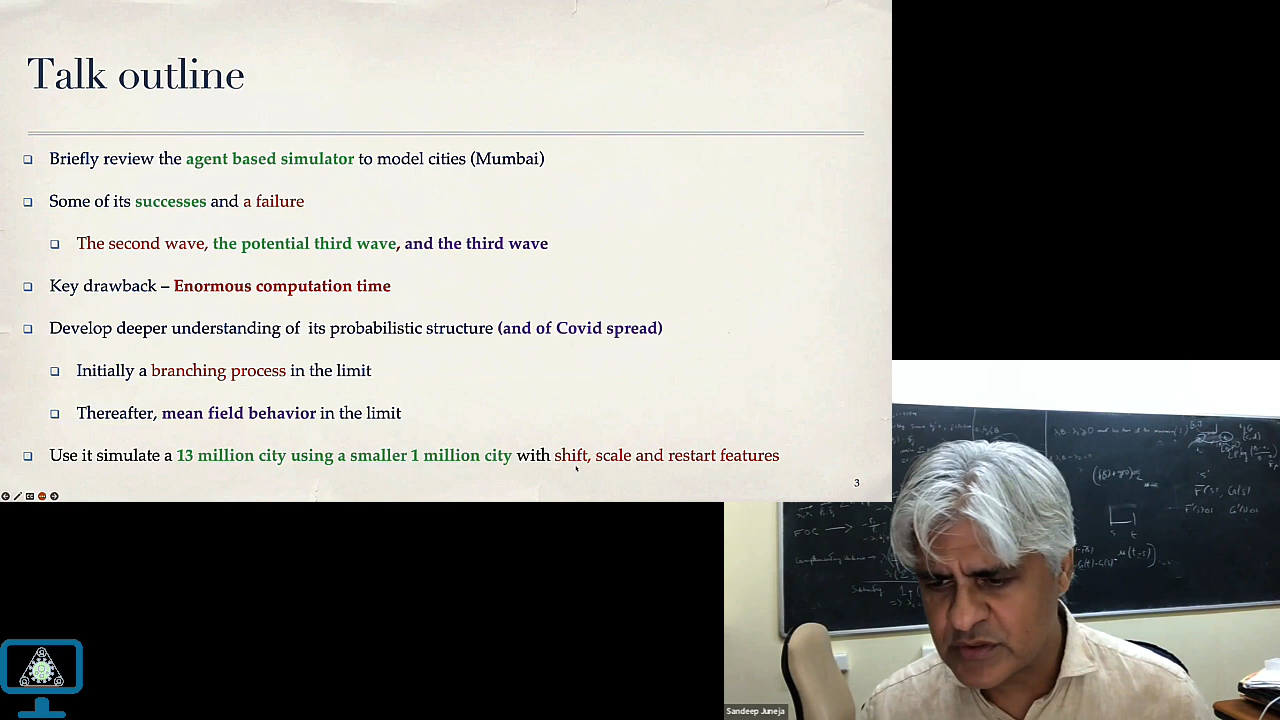 Talk outline
Briefly review the agent based simulator to model cities (Mumbai)
Some of its successes and a failure
The second wave, the potential third wave, and the third wave
Key drawback – Enormous computation time
Develop deeper understanding of its probabilistic structure (and of Covid spread)
Initially a branching process in the limit
Thereafter, mean field behavior in the limit
Use it simulate a 13 million city using a smaller 1 million city with shift, scale and restart features
3
FOC
Sandeep Juneja